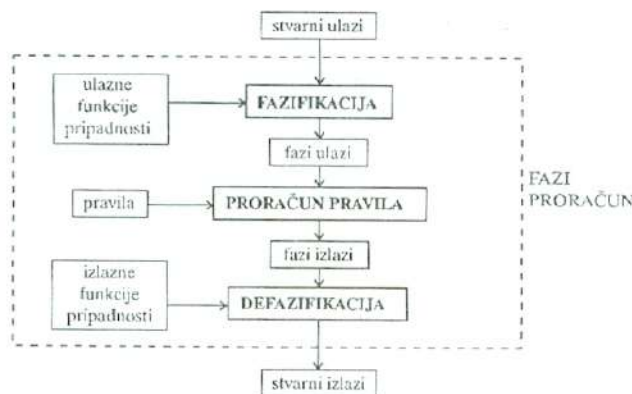 stvarni ulazi
ulazne
funkcije
pripadnosti
FAZIFIKACIJA
fazi ulazi
FAZI
PRORAČUN
pravila
PRORAČUN PRAVILA
fazi izlazi
izlazne
funkcije
pripadnosti
DEFAZIFIKACIJA
stvarni izlazi